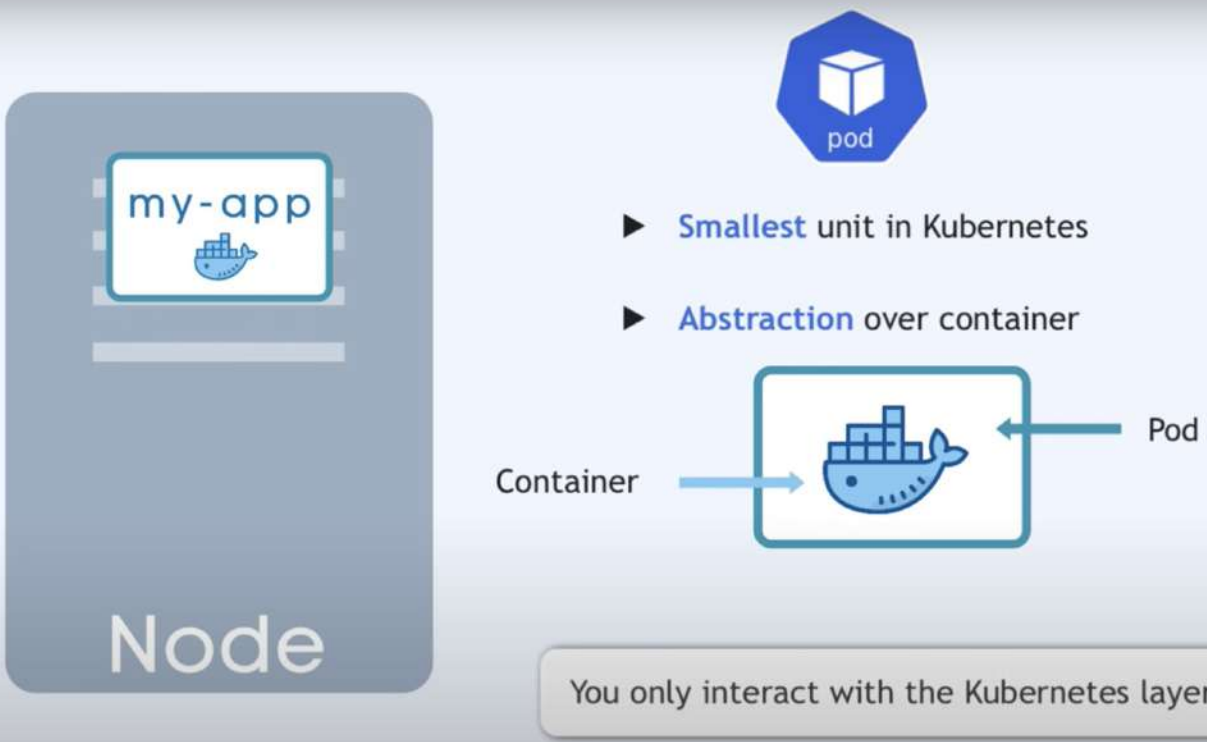 my-app
Node
pod
Smallest unit in Kubernetes
Abstraction over container
Container
Pod
You only interact with the Kubernetes layer